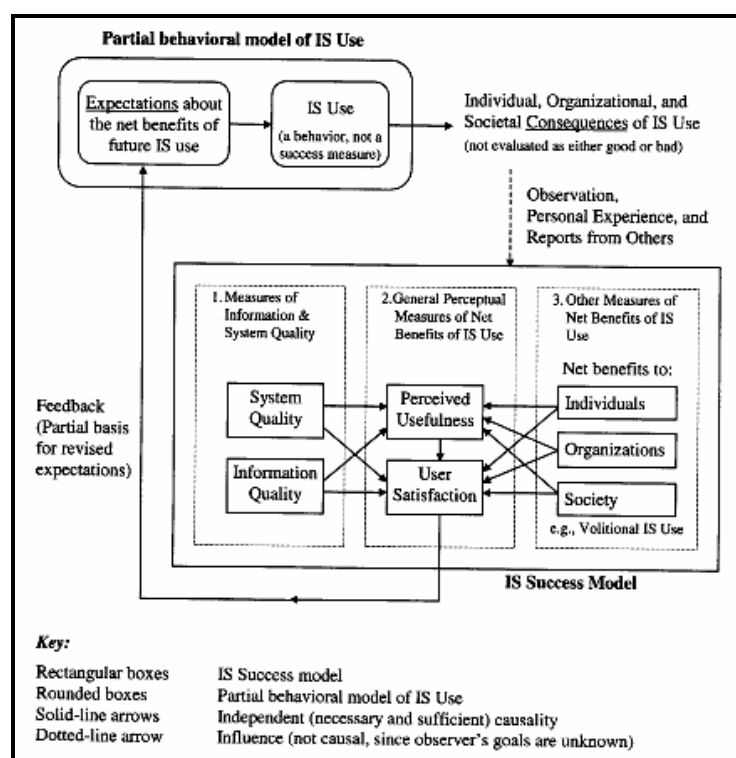 Partial behavioral model of IS Use
Expectations about
the net benefits of
future IS use
IS Use
(a behavior, not a
success measure)
Individual, Organizational, and
Societal Consequences of IS Use
(not evaluated as either good or bad)
Observation,
Personal Experience, and
Reports from Others
1. Measures of
Information &
System Quality
2. General Perceptual
Measures of Net
Benefits of IS Use
3. Other Measures of
Net Benefits of IS
Use
Net benefits to:
System
Quality
Information
Quality
Perceived
Usefulness
User
Satisfaction
Individuals
Organizations
Society
e.g., Volitional IS Use
Feedback
(Partial basis
for revised
expectations)
IS Success Model
Key:
Rectangular boxes IS Success model
Rounded boxes Partial behavioral model of IS Use
Solid-line arrows Independent (necessary and sufficient) causality
Dotted-line arrow Influence (not causal, since observer's goals are unknown)